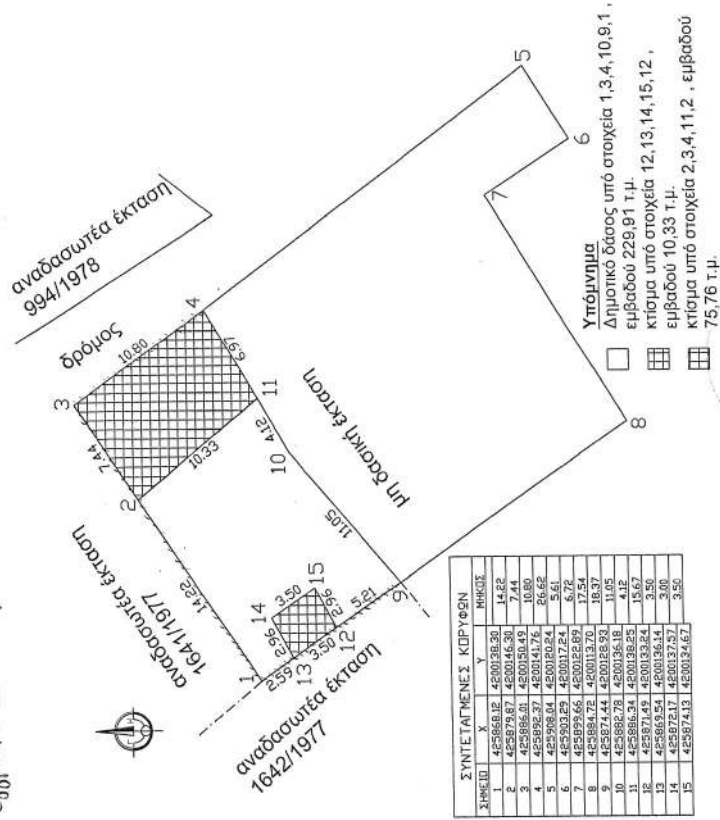 αναδασωτέα έκταση
994/1978
δρόμος
αναδασωτέα έκταση
1641/1977
αναδασωτέα έκταση
1642/1977
μη δασική έκταση
1
2
3
4
5
6
7
8
9
10
11
12
13
14
15
14.22
7.44
10.80
6.97
10.33
4.12
11.05
5.21
3.50
2.59
2.96
3.50
2.96
ΣΥΝΤΕΤΑΓΜΕΝΕΣ ΚΟΡΥΦΩΝ
ΣΗΜΕΙΟ X Y ΜΗΚΟΣ
1 425868.12 4200138.30 14.22
2 425879.87 4200146.30 7.44
3 425886.01 4200150.49 10.80
4 425892.37 4200141.76 26.62
5 425908.04 4200120.24 5.61
6 425903.29 4200117.24 6.72
7 425899.66 4200122.89 17.54
8 425884.72 4200113.70 18.37
9 425874.44 4200128.93 11.05
10 425882.78 4200136.18 4.12
11 425886.34 4200138.25 15.67
12 425871.49 4200133.24 3.50
13 425869.54 4200136.14 3.00
14 425872.17 4200137.57 3.50
15 425874.13 4200134.67
Υπόμνημα
Δημοτικό δάσος υπό στοιχεία 1,3,4,10,9,1 ,
εμβαδού 229,91 τ.μ.
κτίσμα υπό στοιχεία 12,13,14,15,12 ,
εμβαδού 10,33 τ.μ.
κτίσμα υπό στοιχεία 2,3,4,11,2 , εμβαδού
75,76 τ.μ.